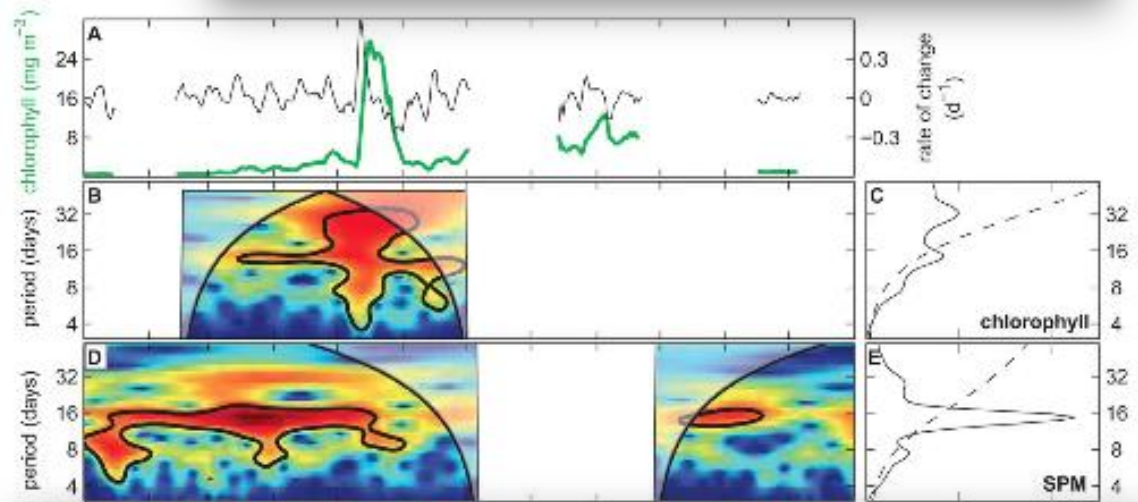 A
chlorophyll (mg m⁻³)
24
16
8
0.3
0
−0.3
rate of change
(d⁻¹)
B
period (days)
32
16
8
4
C
32
16
8
4
chlorophyll
D
period (days)
32
16
8
4
E
32
16
8
4
SPM